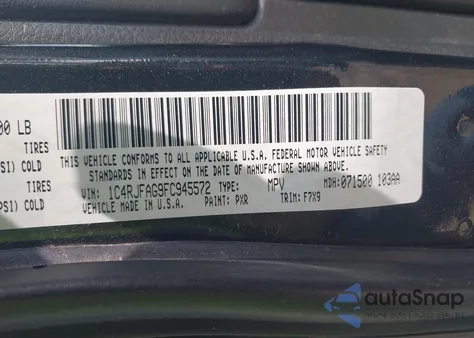 00 LB
TIRES
SI) COLD
TIRES
PSI) COLD
THIS VEHICLE CONFORMS TO ALL APPLICABLE U.S.A. FEDERAL MOTOR VEHICLE SAFETY
STANDARDS IN EFFECT ON THE DATE OF MANUFACTURE SHOWN ABOVE.
VIN: 1C4RJFAG9FC945572 TYPE: MPV MDH:071500 103AA
VEHICLE MADE IN U.S.A. PAINT: PXR TRIM: F7X9
autoSnap